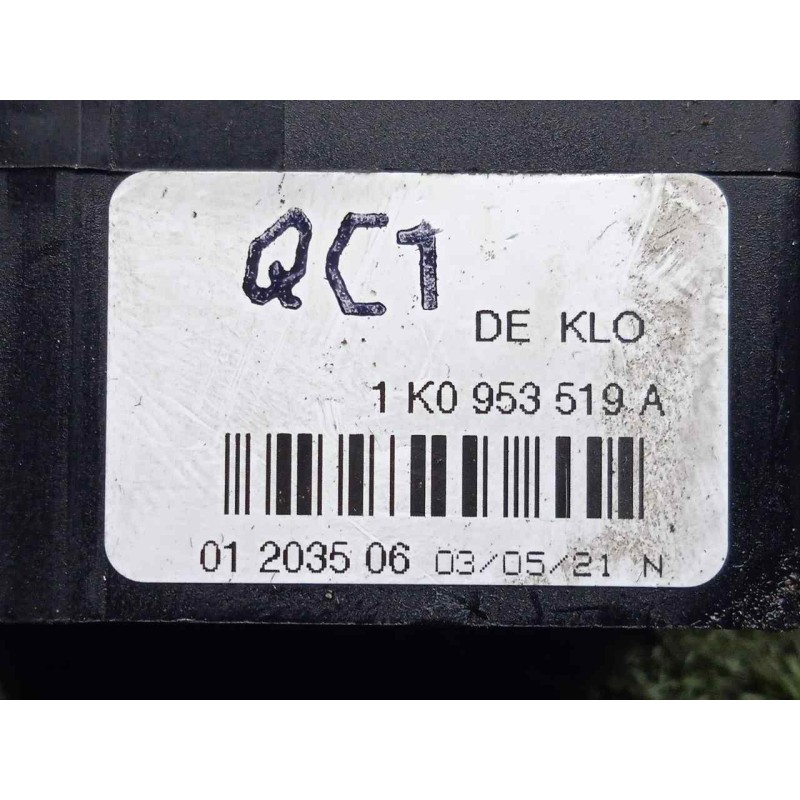 QC1
DE KLO
1 K0 953 519 A
01 2035 06 03/05/21 N